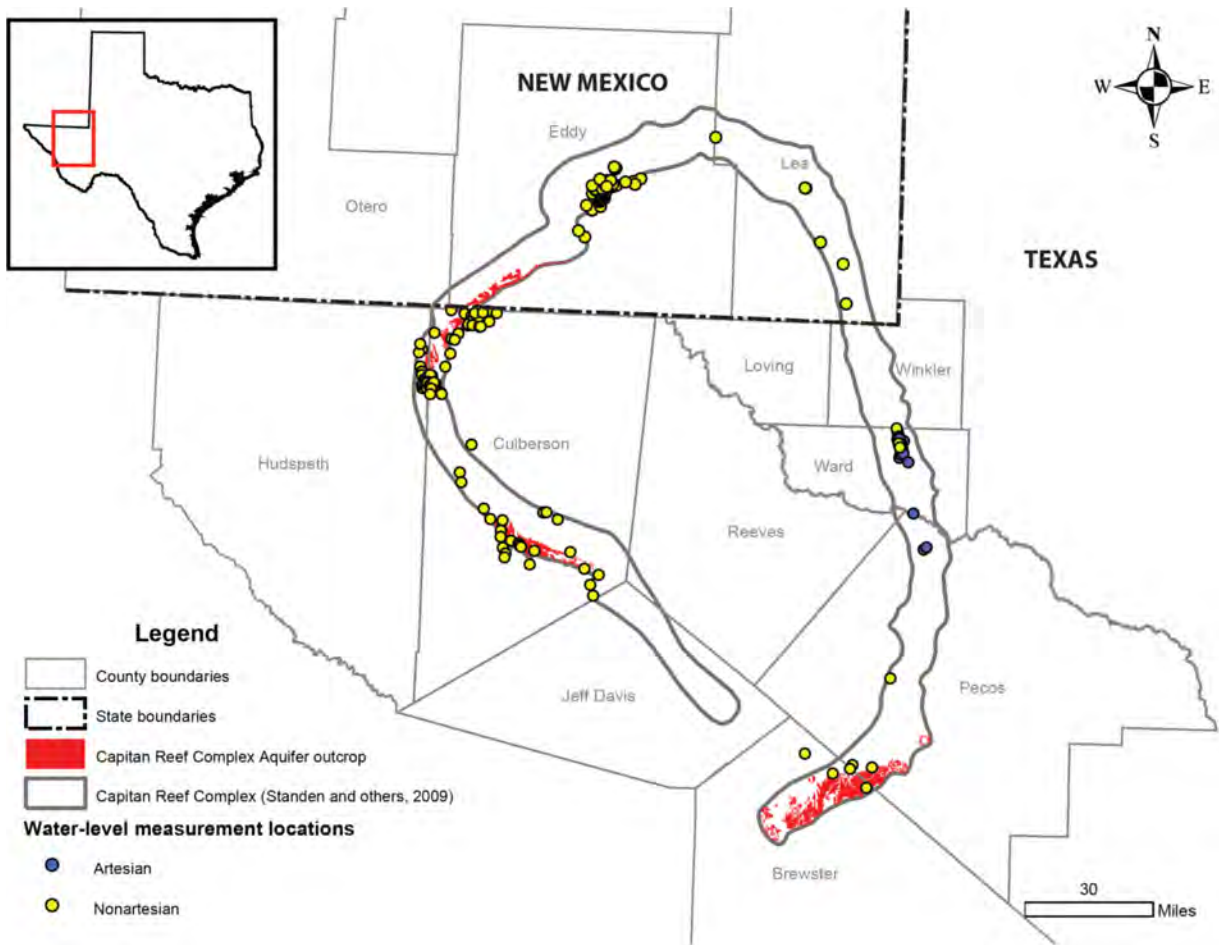 N
W E
S
NEW MEXICO
Eddy
Lea
Otero
TEXAS
Loving
Winkler
Culberson
Hudspeth
Ward
Reeves
Legend
County boundaries
State boundaries
Capitan Reef Complex Aquifer outcrop
Capitan Reef Complex (Standen and others, 2009)
Water-level measurement locations
Artesian
Nonartesian
Jeff Davis
Pecos
Brewster
30
Miles